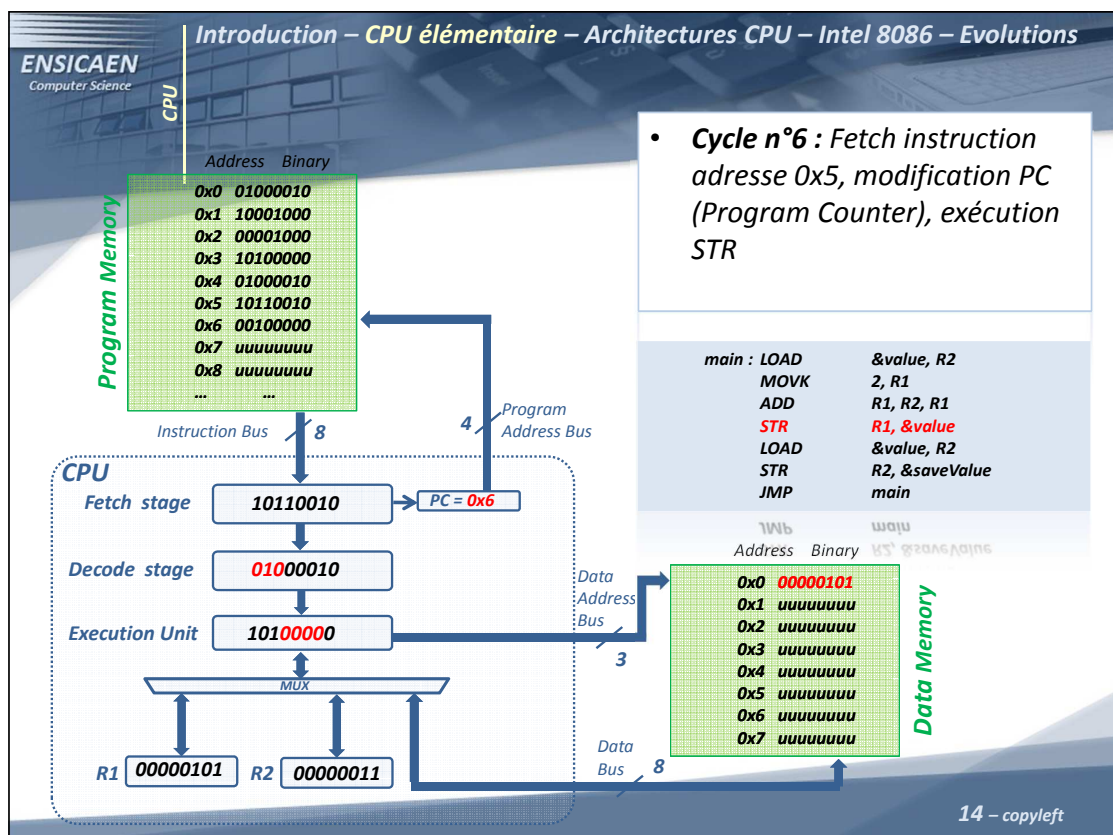 Introduction – CPU élémentaire – Architectures CPU – Intel 8086 – Evolutions
ENSICAEN
Computer Science
CPU
• Cycle n°6 : Fetch instruction
adresse 0x5, modification PC
(Program Counter), exécution
STR
Program Memory
Address Binary
0x0 01000010
0x1 10001000
0x2 00001000
0x3 10100000
0x4 01000010
0x5 10110010
0x6 00100000
0x7 uuuuuuuu
0x8 uuuuuuuu
... ...
main : LOAD &value, R2
MOVK 2, R1
ADD R1, R2, R1
STR R1, &value
LOAD &value, R2
STR R2, &saveValue
JMP main
JMP main
R2, &saveValue
Instruction Bus 8
4 Program
Address Bus
CPU
Fetch stage 10110010 PC = 0x6
Decode stage 01000010
Execution Unit 10100000
Data
Address
Bus
3
MUX
R1 00000101 R2 00000011
Data
Bus
8
Address Binary
0x0 00000101
0x1 uuuuuuuu
0x2 uuuuuuuu
0x3 uuuuuuuu
0x4 uuuuuuuu
0x5 uuuuuuuu
0x6 uuuuuuuu
0x7 uuuuuuuu
Data Memory
14 – copyleft